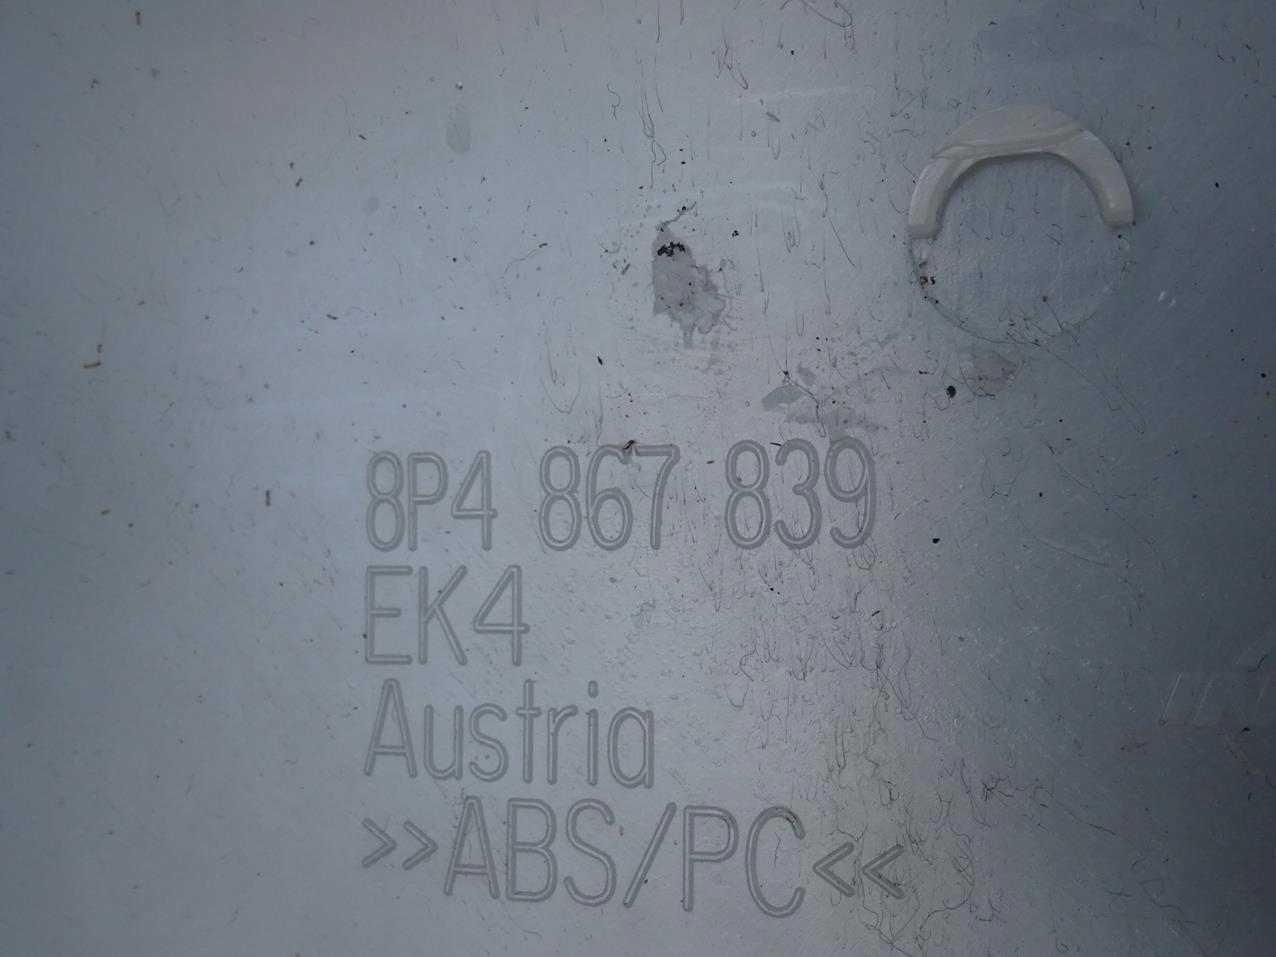 8P4 867 839
EK4
Austria
>>ABS/PC<<